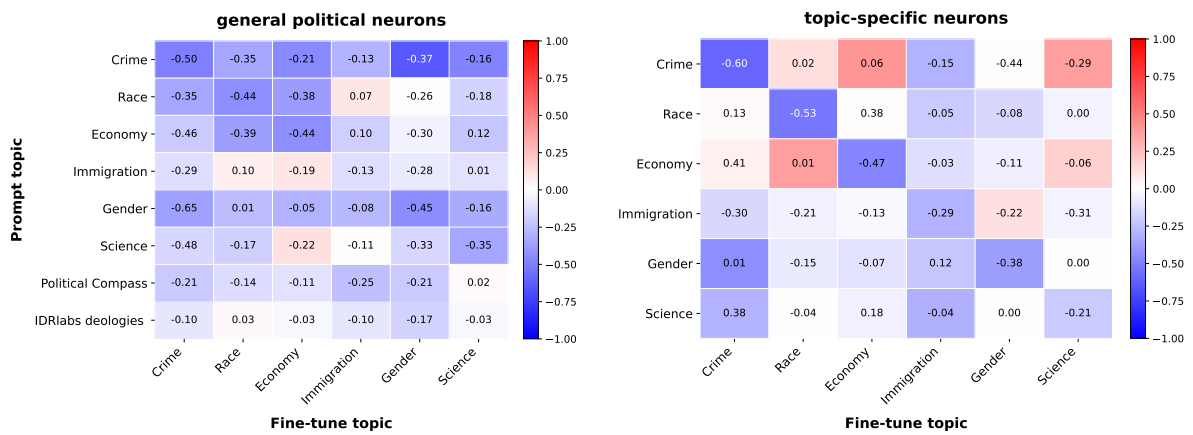 general political neurons
Prompt topic
Crime -0.50 -0.35 -0.21 -0.13 -0.37 -0.16
Race -0.35 -0.44 -0.38 0.07 -0.26 -0.18
Economy -0.46 -0.39 -0.44 0.10 -0.30 0.12
Immigration -0.29 0.10 -0.19 -0.13 -0.28 0.01
Gender -0.65 0.01 -0.05 -0.08 -0.45 -0.16
Science -0.48 -0.17 -0.22 -0.11 -0.33 -0.35
Political Compass -0.21 -0.14 -0.11 -0.25 -0.21 0.02
IDRlabs deologies -0.10 0.03 -0.03 -0.10 -0.17 -0.03
Crime Race Economy Immigration Gender Science
Fine-tune topic
1.00
0.75
0.50
0.25
0.00
−0.25
−0.50
−0.75
−1.00
topic-specific neurons
Crime -0.60 0.02 0.06 -0.15 -0.44 -0.29
Race 0.13 -0.53 0.38 -0.05 -0.08 0.00
Economy 0.41 0.01 -0.47 -0.03 -0.11 -0.06
Immigration -0.30 -0.21 -0.13 -0.29 -0.22 -0.31
Gender 0.01 -0.15 -0.07 0.12 -0.38 0.00
Science 0.38 -0.04 0.18 -0.04 0.00 -0.21
Crime Race Economy Immigration Gender Science
Fine-tune topic
1.00
0.75
0.50
0.25
0.00
−0.25
−0.50
−0.75
−1.00